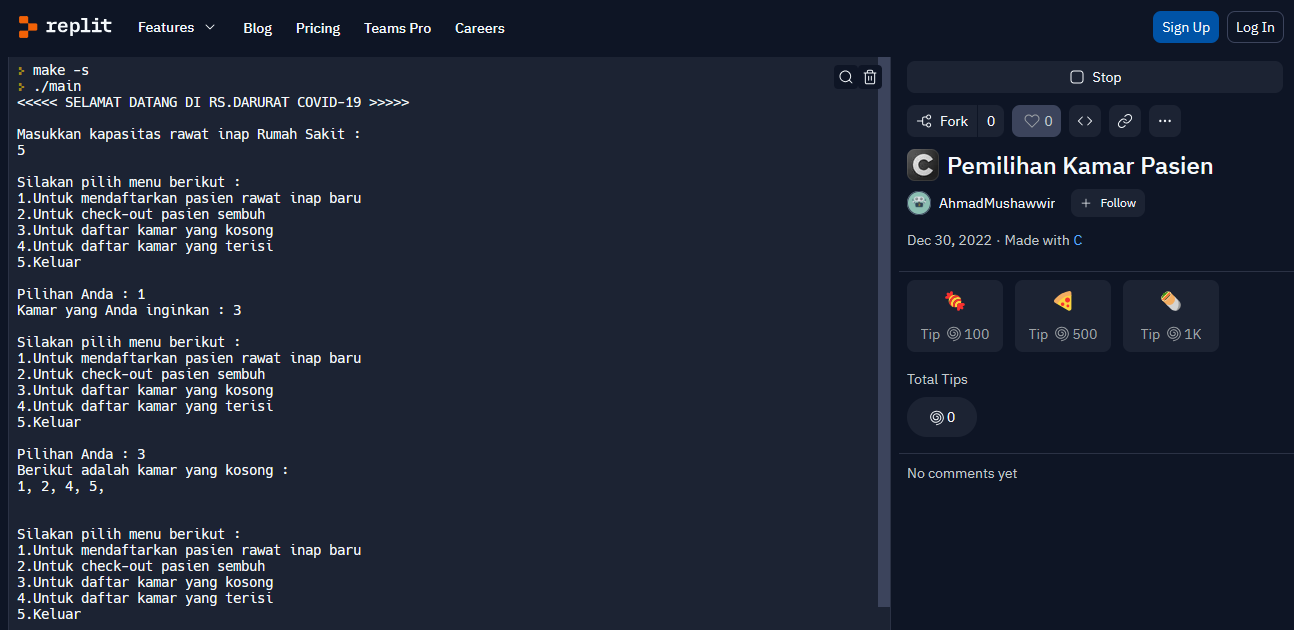 replit
Features
Blog
Pricing
Teams Pro
Careers
Sign Up
Log In
make -s
./main
<<<<< SELAMAT DATANG DI RS.DARURAT COVID-19 >>>>>
Masukkan kapasitas rawat inap Rumah Sakit :
5
Silakan pilih menu berikut :
1.Untuk mendaftarkan pasien rawat inap baru
2.Untuk check-out pasien sembuh
3.Untuk daftar kamar yang kosong
4.Untuk daftar kamar yang terisi
5.Keluar
Pilihan Anda : 1
Kamar yang Anda inginkan : 3
Silakan pilih menu berikut :
1.Untuk mendaftarkan pasien rawat inap baru
2.Untuk check-out pasien sembuh
3.Untuk daftar kamar yang kosong
4.Untuk daftar kamar yang terisi
5.Keluar
Pilihan Anda : 3
Berikut adalah kamar yang kosong :
1, 2, 4, 5,
Silakan pilih menu berikut :
1.Untuk mendaftarkan pasien rawat inap baru
2.Untuk check-out pasien sembuh
3.Untuk daftar kamar yang kosong
4.Untuk daftar kamar yang terisi
5.Keluar
Stop
Fork 0
0
C Pemilihan Kamar Pasien
AhmadMushawwir
+ Follow
Dec 30, 2022 · Made with C
Tip 100
Tip 500
Tip 1K
Total Tips
0
No comments yet